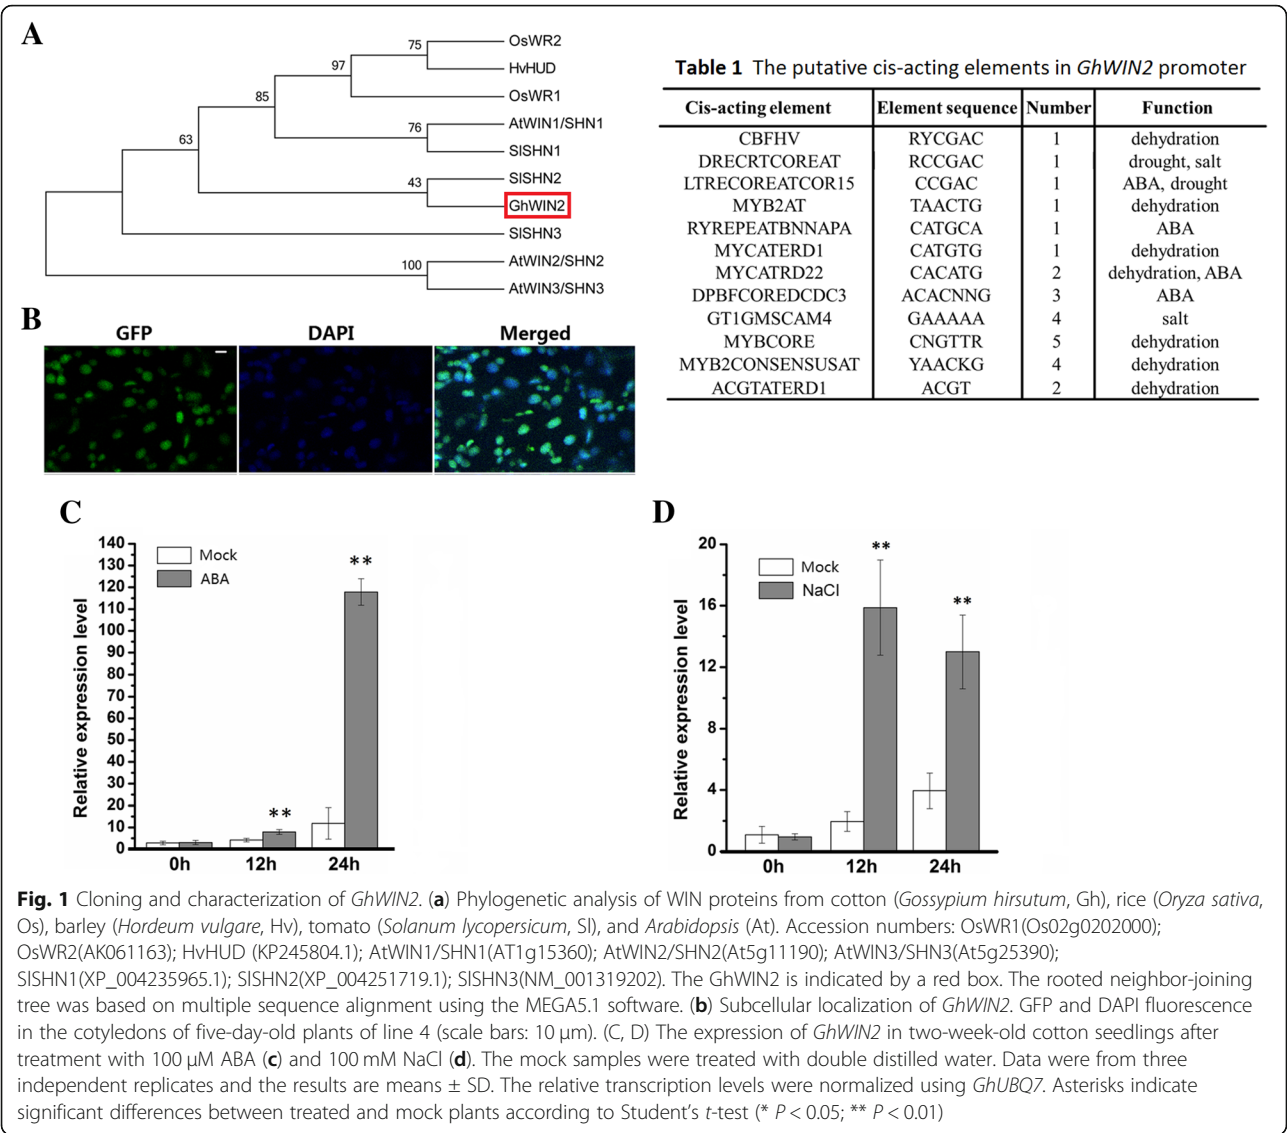 A
75
97
85
76
63
43
100
OsWR2
HvHUD
OsWR1
AtWIN1/SHN1
SlSHN1
SlSHN2
GhWIN2
SlSHN3
AtWIN2/SHN2
AtWIN3/SHN3
Table 1 The putative cis-acting elements in GhWIN2 promoter
Cis-acting element Element sequence Number Function
CBFHV RYCGAC 1 dehydration
DRECRTCOREAT RCCGAC 1 drought, salt
LTRECOREATCOR15 CCGAC 1 ABA, drought
MYB2AT TAACTG 1 dehydration
RYREPEATBNNAPA CATGCA 1 ABA
MYCATERD1 CATGTG 1 dehydration
MYCATRD22 CACATG 2 dehydration, ABA
DPBFCOREDCDC3 ACACNNG 3 ABA
GT1GMSCAM4 GAAAAA 4 salt
MYBCORE CNGTTR 5 dehydration
MYB2CONSENSUSAT YAACKG 4 dehydration
ACGTATERD1 ACGT 2 dehydration
B
GFP DAPI Merged
C
Relative expression level
140
130
120
110
100
90
80
70
60
50
40
30
20
10
0
Mock
ABA
**
**
0h 12h 24h
D
Relative expression level
20
16
12
8
4
0
Mock
NaCl
**
**
0h 12h 24h
Fig. 1 Cloning and characterization of GhWIN2. (a) Phylogenetic analysis of WIN proteins from cotton (Gossypium hirsutum, Gh), rice (Oryza sativa,
Os), barley (Hordeum vulgare, Hv), tomato (Solanum lycopersicum, Sl), and Arabidopsis (At). Accession numbers: OsWR1(Os02g0202000);
OsWR2(AK061163); HvHUD (KP245804.1); AtWIN1/SHN1(AT1g15360); AtWIN2/SHN2(At5g11190); AtWIN3/SHN3(At5g25390);
SlSHN1(XP_004235965.1); SlSHN2(XP_004251719.1); SlSHN3(NM_001319202). The GhWIN2 is indicated by a red box. The rooted neighbor-joining
tree was based on multiple sequence alignment using the MEGA5.1 software. (b) Subcellular localization of GhWIN2. GFP and DAPI fluorescence
in the cotyledons of five-day-old plants of line 4 (scale bars: 10 μm). (C, D) The expression of GhWIN2 in two-week-old cotton seedlings after
treatment with 100 μM ABA (c) and 100 mM NaCl (d). The mock samples were treated with double distilled water. Data were from three
independent replicates and the results are means ± SD. The relative transcription levels were normalized using GhUBQ7. Asterisks indicate
significant differences between treated and mock plants according to Student's t-test (* P < 0.05; ** P < 0.01)